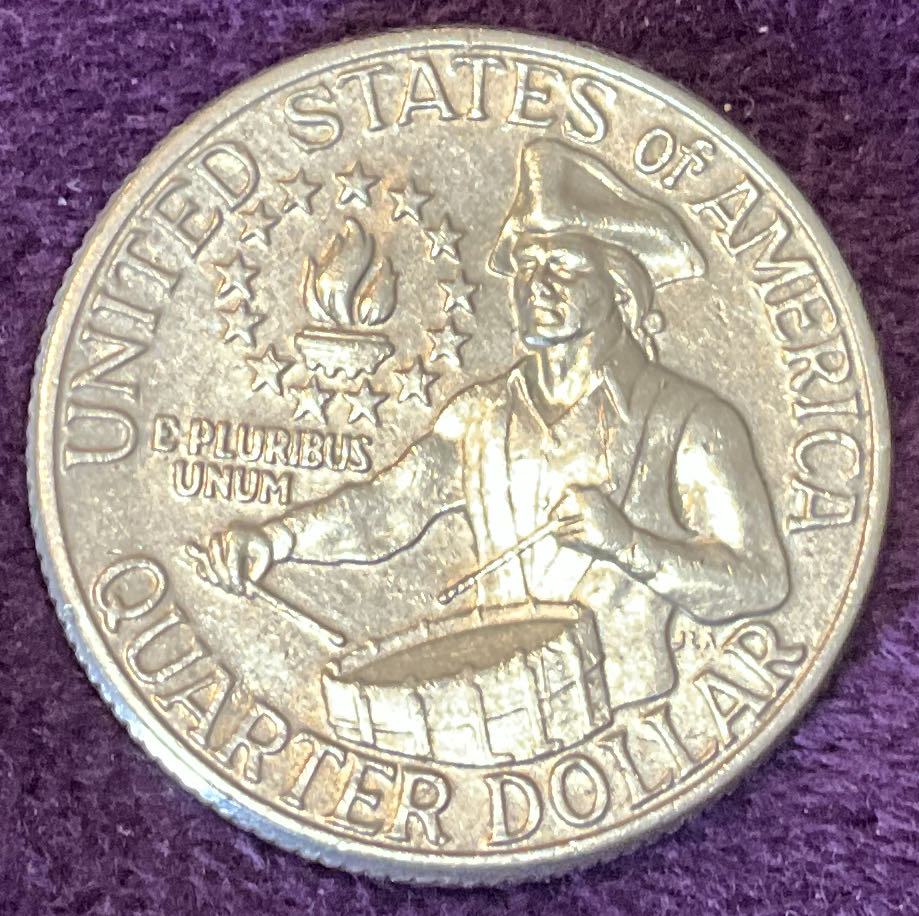 UNITED STATES of AMERICA
E·PLURIBUS
UNUM
QUARTER DOLLAR